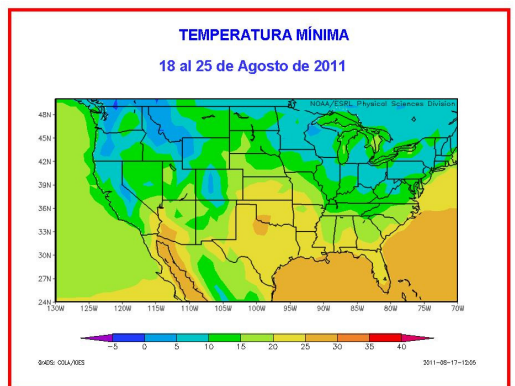 TEMPERATURA MÍNIMA
18 al 25 de Agosto de 2011
NOAA/ESRL Physical Sciences Division
48N
45N
42N
39N
36N
33N
30N
27N
24N
130W 125W 120W 115W 110W 105W 100W 95W 90W 85W 80W 75W 70W
-5 0 5 10 15 20 25 30 35 40
GrADS: COLA/IGES 2011-08-17-12:05